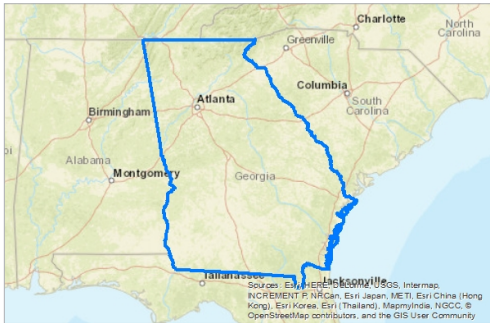 Charlotte
North
Carolina
Greenville
Atlanta
Columbia
South
Carolina
Birmingham
Alabama
Montgomery
Georgia
Tallahassee
Jacksonville
Sources: Esri, HERE, DeLorme, USGS, Intermap,
INCREMENT P, NRCan, Esri Japan, METI, Esri China (Hong
Kong), Esri Korea, Esri (Thailand), MapmyIndia, NGCC, ©
OpenStreetMap contributors, and the GIS User Community